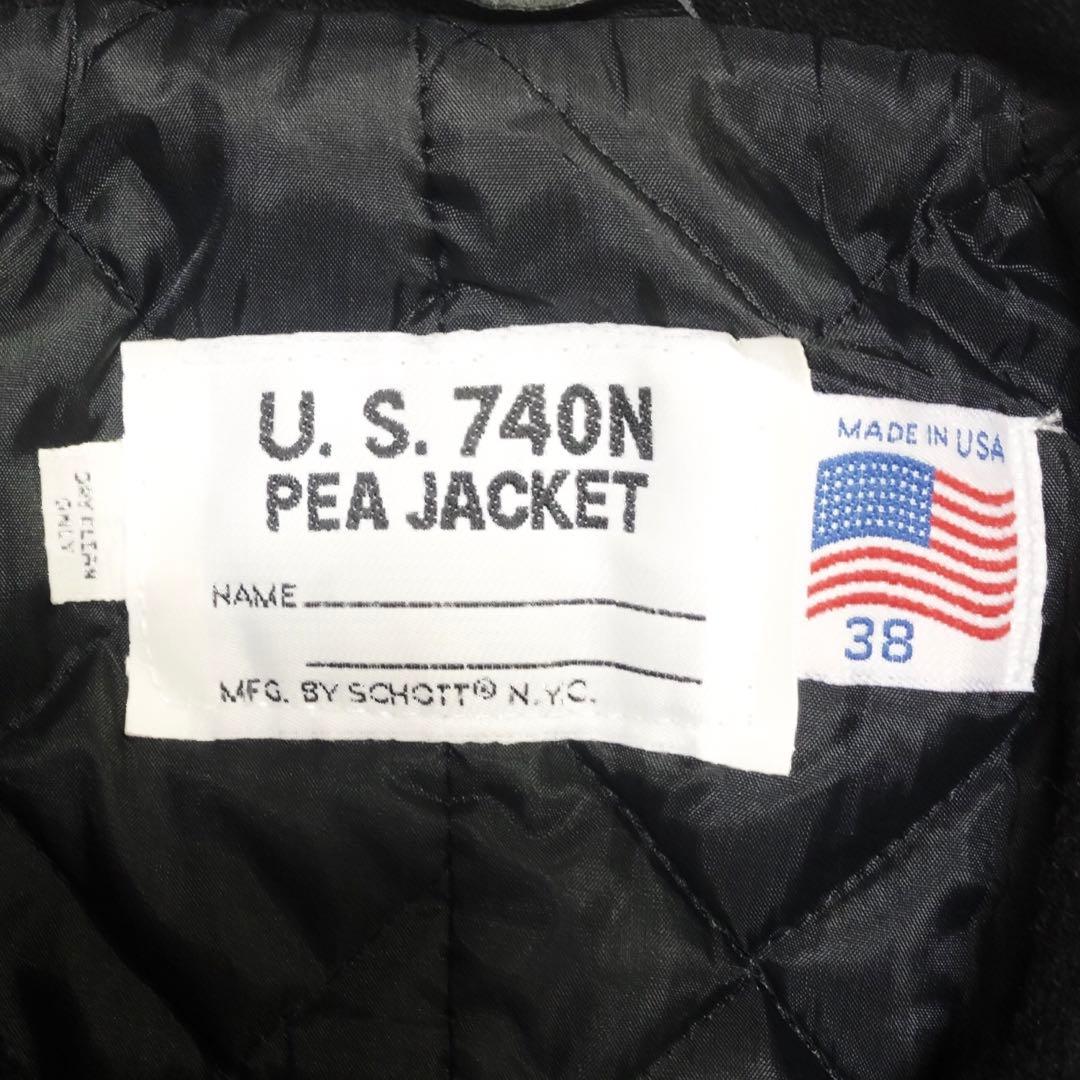 U. S. 740N
PEA JACKET
NAME
MFG. BY SCHOTT® N.Y.C.
MADE IN USA
38
DRY CLEAN
ONLY